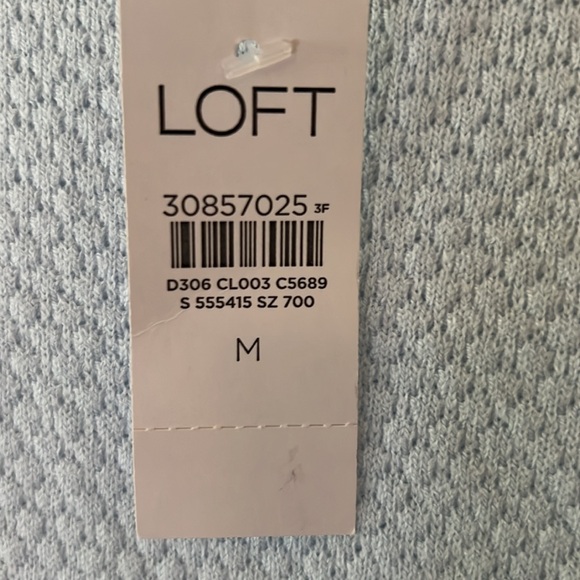 LOFT
30857025 3F
D306 CL003 C5689
S 555415 SZ 700
M